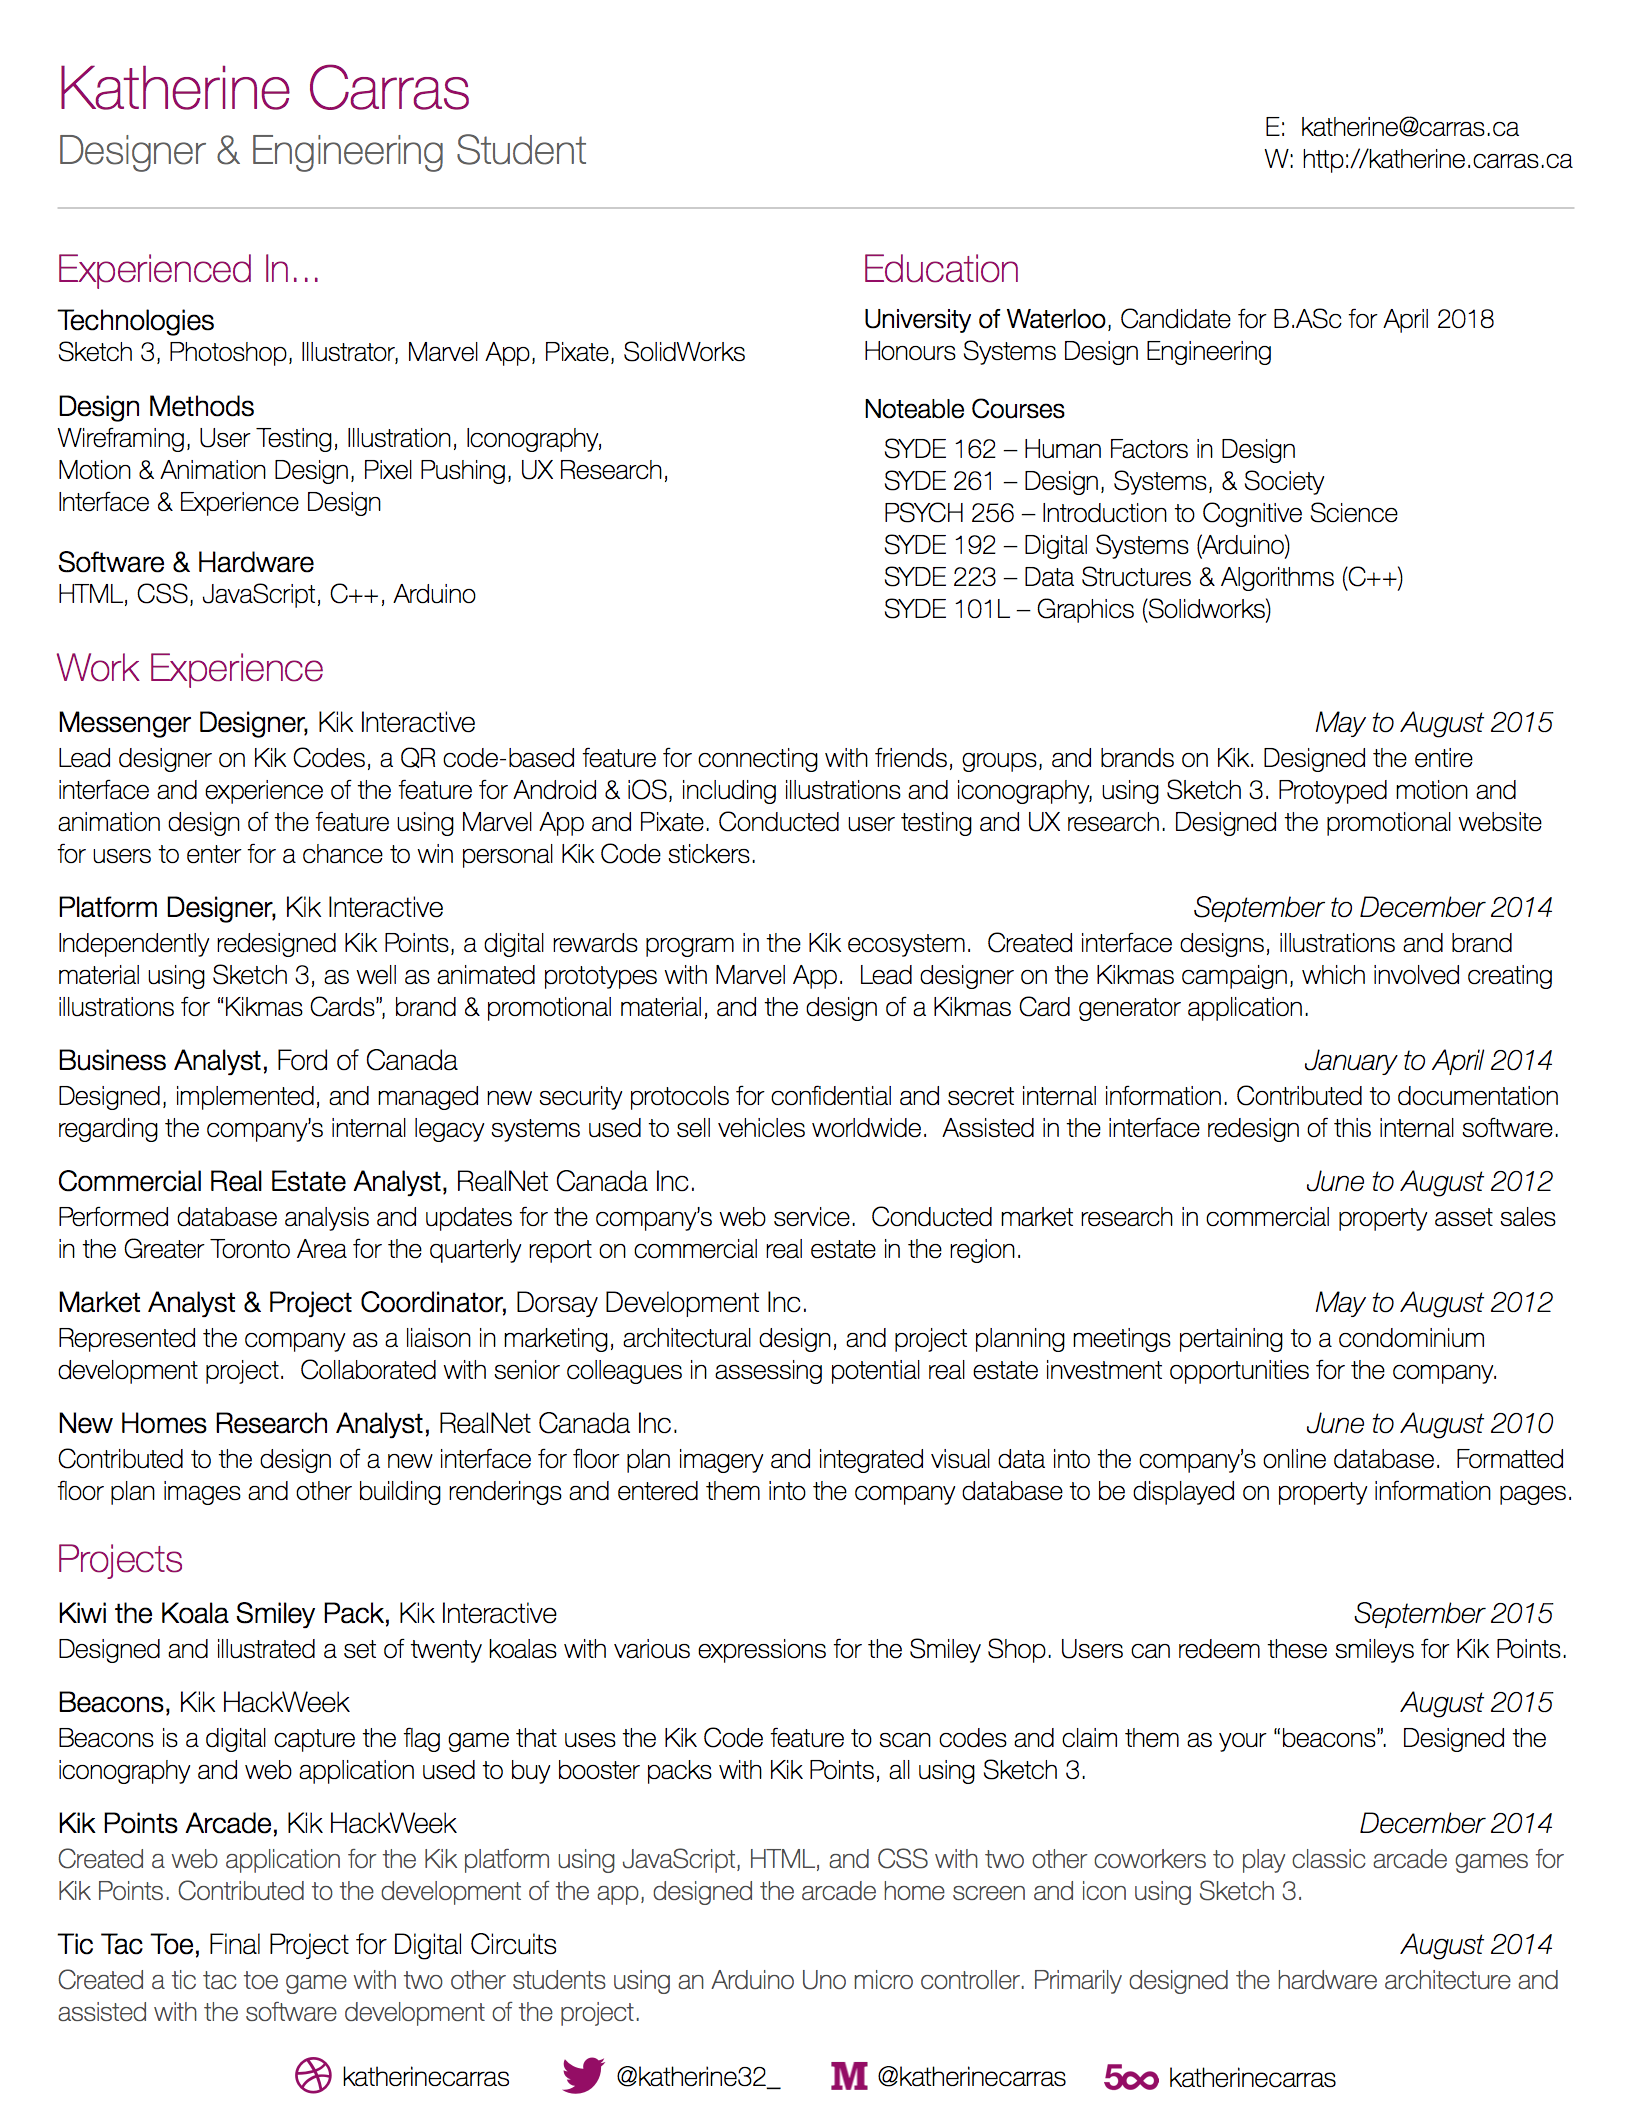 Katherine Carras
Designer & Engineering Student
E: katherine@carras.ca
W: http://katherine.carras.ca
Experienced In...
Technologies
Sketch 3, Photoshop, Illustrator, Marvel App, Pixate, SolidWorks
Design Methods
Wireframing, User Testing, Illustration, Iconography,
Motion & Animation Design, Pixel Pushing, UX Research,
Interface & Experience Design
Software & Hardware
HTML, CSS, JavaScript, C++, Arduino
Education
University of Waterloo, Candidate for B.ASc for April 2018
Honours Systems Design Engineering
Noteable Courses
SYDE 162 – Human Factors in Design
SYDE 261 – Design, Systems, & Society
PSYCH 256 – Introduction to Cognitive Science
SYDE 192 – Digital Systems (Arduino)
SYDE 223 – Data Structures & Algorithms (C++)
SYDE 101L – Graphics (Solidworks)
Work Experience
Messenger Designer, Kik Interactive May to August 2015
Lead designer on Kik Codes, a QR code-based feature for connecting with friends, groups, and brands on Kik. Designed the entire
interface and experience of the feature for Android & iOS, including illustrations and iconography, using Sketch 3. Protoyped motion and
animation design of the feature using Marvel App and Pixate. Conducted user testing and UX research. Designed the promotional website
for users to enter for a chance to win personal Kik Code stickers.
Platform Designer, Kik Interactive September to December 2014
Independently redesigned Kik Points, a digital rewards program in the Kik ecosystem. Created interface designs, illustrations and brand
material using Sketch 3, as well as animated prototypes with Marvel App. Lead designer on the Kikmas campaign, which involved creating
illustrations for “Kikmas Cards”, brand & promotional material, and the design of a Kikmas Card generator application.
Business Analyst, Ford of Canada January to April 2014
Designed, implemented, and managed new security protocols for confidential and secret internal information. Contributed to documentation
regarding the company’s internal legacy systems used to sell vehicles worldwide. Assisted in the interface redesign of this internal software.
Commercial Real Estate Analyst, RealNet Canada Inc. June to August 2012
Performed database analysis and updates for the company’s web service. Conducted market research in commercial property asset sales
in the Greater Toronto Area for the quarterly report on commercial real estate in the region.
Market Analyst & Project Coordinator, Dorsay Development Inc. May to August 2012
Represented the company as a liaison in marketing, architectural design, and project planning meetings pertaining to a condominium
development project. Collaborated with senior colleagues in assessing potential real estate investment opportunities for the company.
New Homes Research Analyst, RealNet Canada Inc. June to August 2010
Contributed to the design of a new interface for floor plan imagery and integrated visual data into the company’s online database. Formatted
floor plan images and other building renderings and entered them into the company database to be displayed on property information pages.
Projects
Kiwi the Koala Smiley Pack, Kik Interactive September 2015
Designed and illustrated a set of twenty koalas with various expressions for the Smiley Shop. Users can redeem these smileys for Kik Points.
Beacons, Kik HackWeek August 2015
Beacons is a digital capture the flag game that uses the Kik Code feature to scan codes and claim them as your “beacons”. Designed the
iconography and web application used to buy booster packs with Kik Points, all using Sketch 3.
Kik Points Arcade, Kik HackWeek December 2014
Created a web application for the Kik platform using JavaScript, HTML, and CSS with two other coworkers to play classic arcade games for
Kik Points. Contributed to the development of the app, designed the arcade home screen and icon using Sketch 3.
Tic Tac Toe, Final Project for Digital Circuits August 2014
Created a tic tac toe game with two other students using an Arduino Uno micro controller. Primarily designed the hardware architecture and
assisted with the software development of the project.
katherinecarras @katherine32_ M @katherinecarras 500 katherinecarras